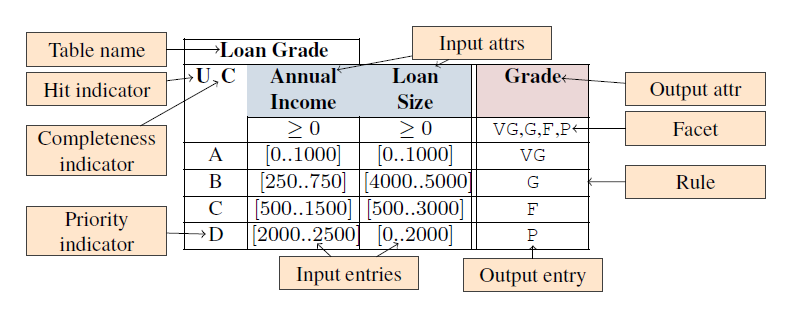 Table name
Loan Grade
Input attrs
Hit indicator
U C
Annual
Income
Loan
Size
Grade
Output attr
Completeness
indicator
≥ 0
≥ 0
VG,G,F,P
Facet
A
[0..1000]
[0..1000]
VG
B
[250..750]
[4000..5000]
G
Rule
C
[500..1500]
[500..3000]
F
Priority
indicator
D
[2000..2500]
[0..2000]
P
Input entries
Output entry